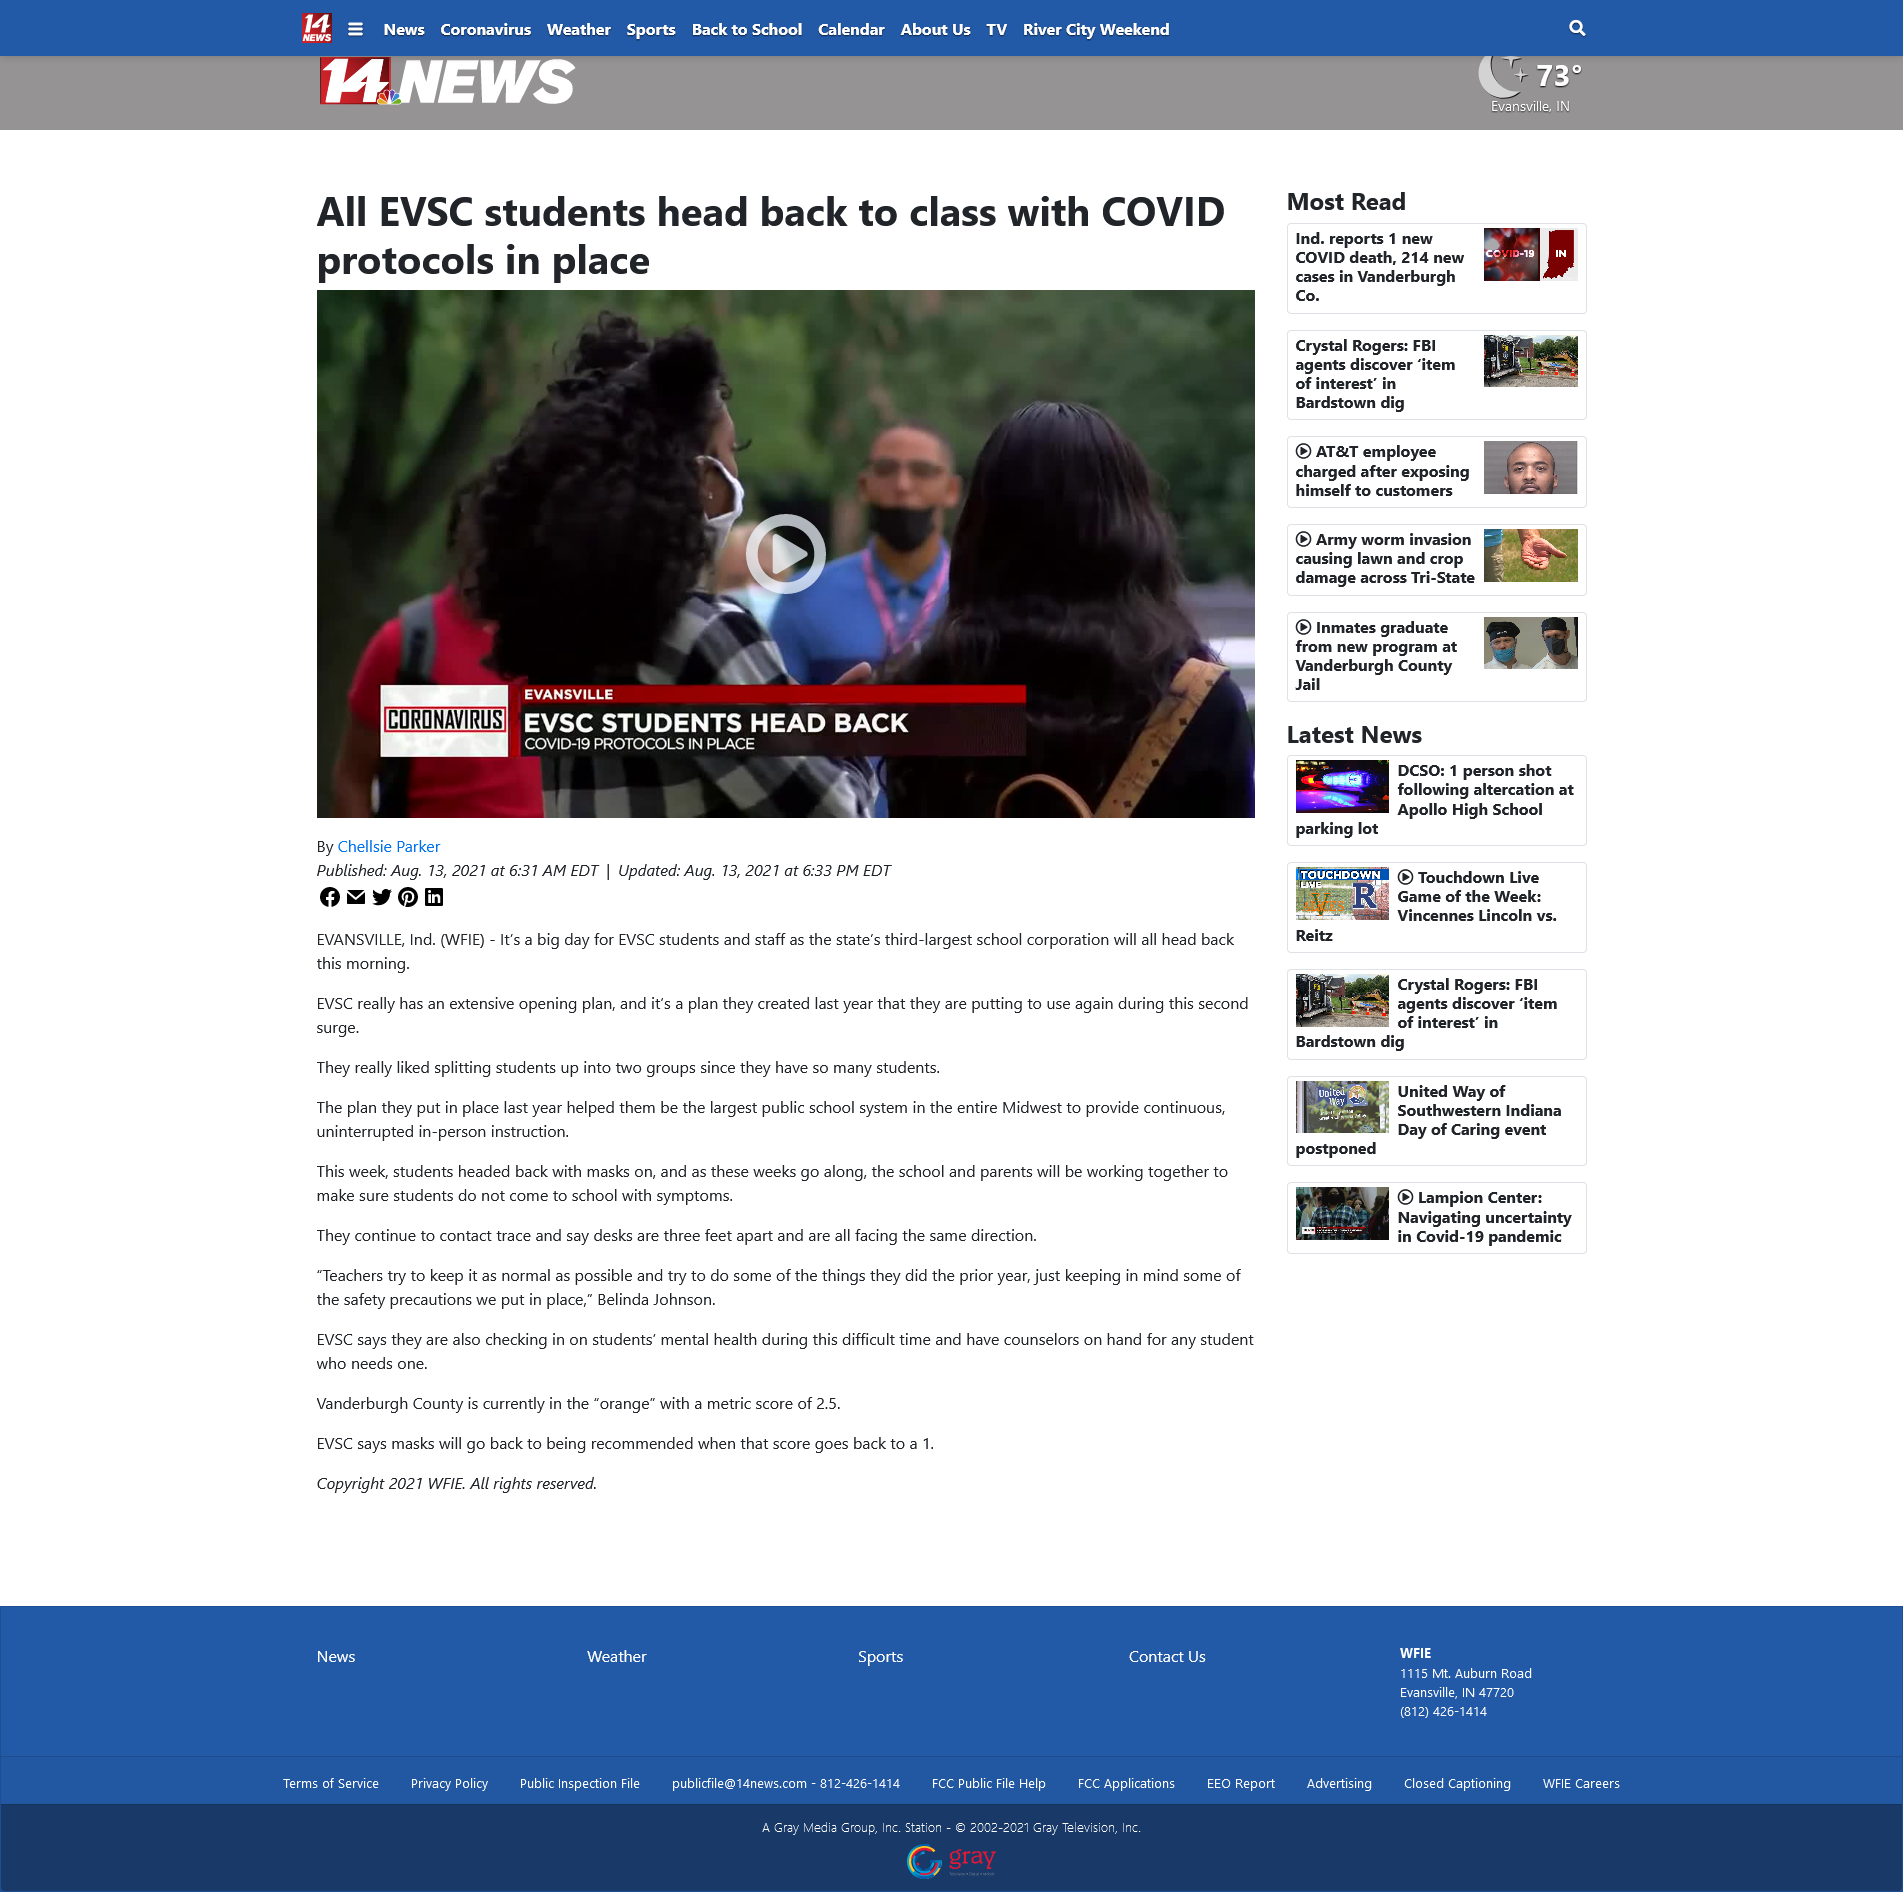 14 NEWS News Coronavirus Weather Sports Back to School Calendar About Us TV River City Weekend
14 NEWS
73°
Evansville, IN
All EVSC students head back to class with COVID
protocols in place
CORONAVIRUS
EVANSVILLE
EVSC STUDENTS HEAD BACK
COVID-19 PROTOCOLS IN PLACE
By Chellsie Parker
Published: Aug. 13, 2021 at 6:31 AM EDT | Updated: Aug. 13, 2021 at 6:33 PM EDT
EVANSVILLE, Ind. (WFIE) - It’s a big day for EVSC students and staff as the state’s third-largest school corporation will all head back
this morning.
EVSC really has an extensive opening plan, and it’s a plan they created last year that they are putting to use again during this second
surge.
They really liked splitting students up into two groups since they have so many students.
The plan they put in place last year helped them be the largest public school system in the entire Midwest to provide continuous,
uninterrupted in-person instruction.
This week, students headed back with masks on, and as these weeks go along, the school and parents will be working together to
make sure students do not come to school with symptoms.
They continue to contact trace and say desks are three feet apart and are all facing the same direction.
“Teachers try to keep it as normal as possible and try to do some of the things they did the prior year, just keeping in mind some of
the safety precautions we put in place,” Belinda Johnson.
EVSC says they are also checking in on students’ mental health during this difficult time and have counselors on hand for any student
who needs one.
Vanderburgh County is currently in the “orange” with a metric score of 2.5.
EVSC says masks will go back to being recommended when that score goes back to a 1.
Copyright 2021 WFIE. All rights reserved.
Most Read
Ind. reports 1 new
COVID death, 214 new
cases in Vanderburgh
Co.
COVID-19 IN
Crystal Rogers: FBI
agents discover ‘item
of interest’ in
Bardstown dig
AT&T employee
charged after exposing
himself to customers
Army worm invasion
causing lawn and crop
damage across Tri-State
Inmates graduate
from new program at
Vanderburgh County
Jail
Latest News
DCSO: 1 person shot
following altercation at
Apollo High School
parking lot
TOUCHDOWN
LIVE
R
Touchdown Live
Game of the Week:
Vincennes Lincoln vs.
Reitz
Crystal Rogers: FBI
agents discover ‘item
of interest’ in
Bardstown dig
United
Way
United Way of
Southwestern Indiana
Day of Caring event
postponed
Lampion Center:
Navigating uncertainty
in Covid-19 pandemic
News Weather Sports Contact Us
WFIE
1115 Mt. Auburn Road
Evansville, IN 47720
(812) 426-1414
Terms of Service Privacy Policy Public Inspection File publicfile@14news.com - 812-426-1414 FCC Public File Help FCC Applications EEO Report Advertising Closed Captioning WFIE Careers
A Gray Media Group, Inc. Station - © 2002-2021 Gray Television, Inc.
gray